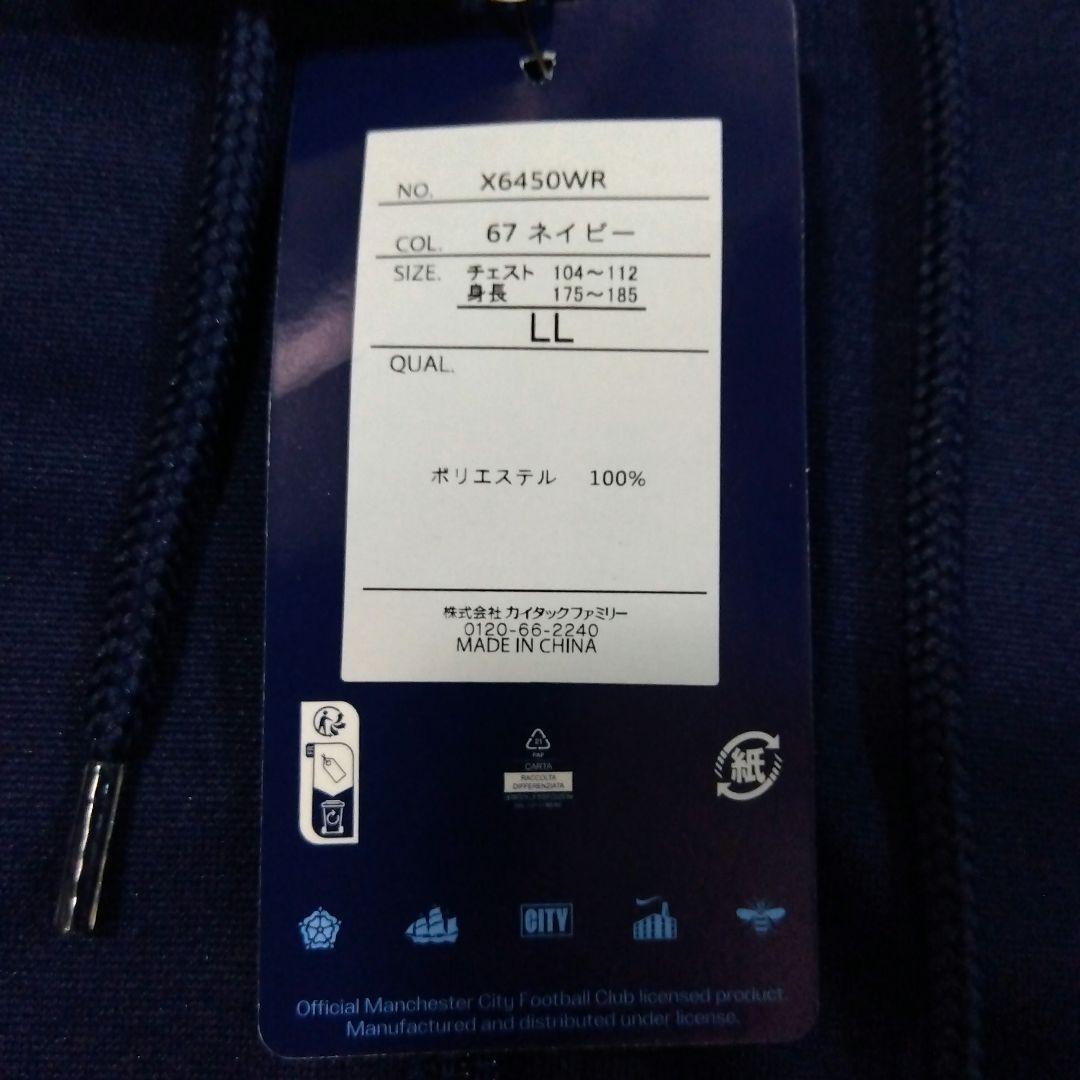 NO. X6450WR
COL. 67 ネイビー
SIZE. チェスト 104～112
身長 175～185
LL
QUAL.
ポリエステル 100%
株式会社 カイタックファミリー
0120-66-2240
MADE IN CHINA
21
PAP
CARTA
RACCOLTA
DIFFERENZIATA
紙
CITY
Official Manchester City Football Club licensed product.
Manufactured and distributed under license.